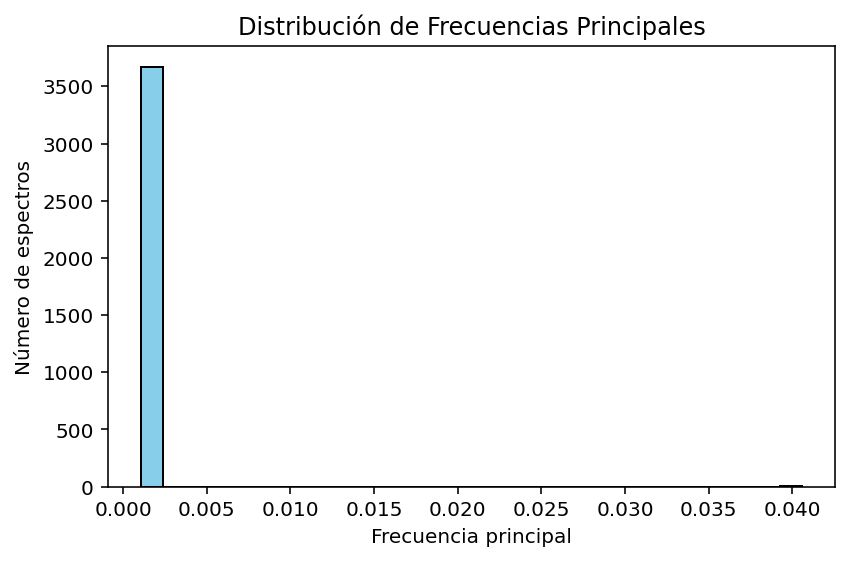 Distribución de Frecuencias Principales
Número de espectros
3500
3000
2500
2000
1500
1000
500
0
0.000 0.005 0.010 0.015 0.020 0.025 0.030 0.035 0.040
Frecuencia principal